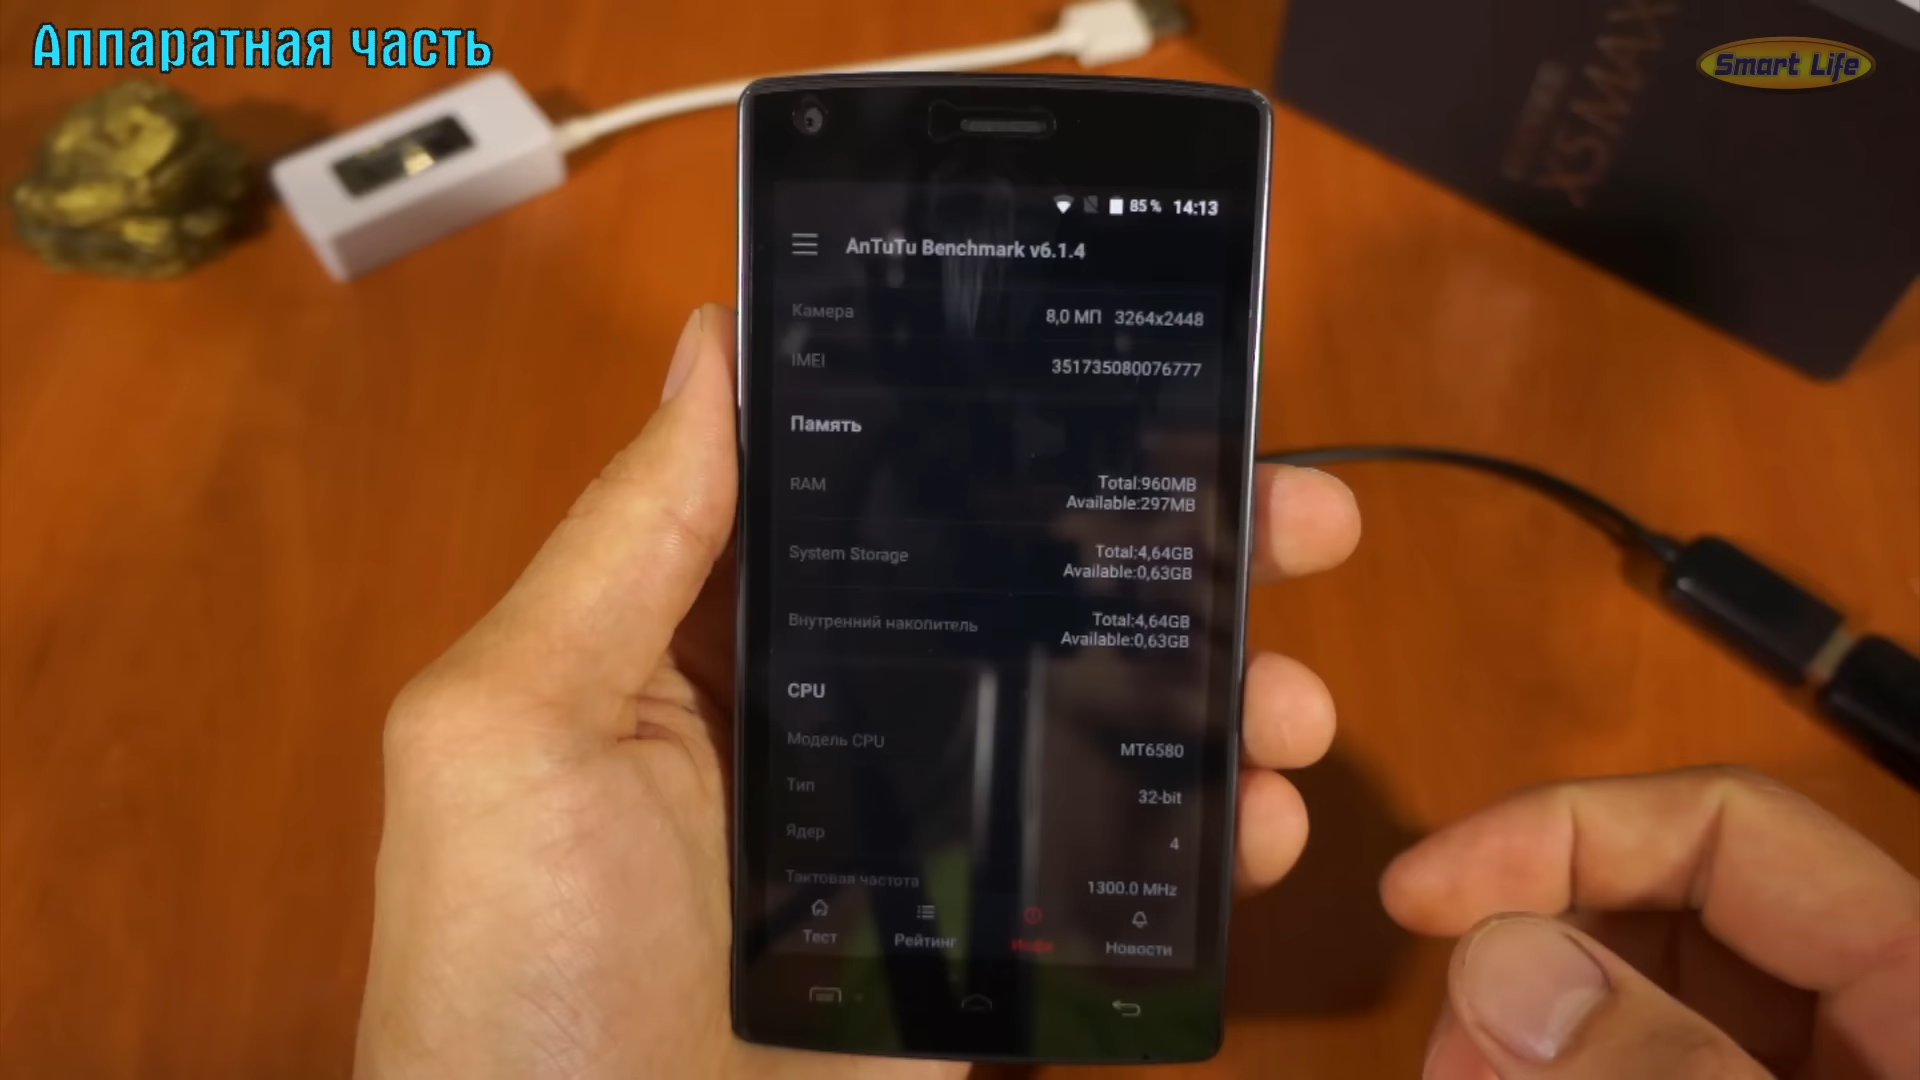 Аппаратная часть
Smart Life
XSMAX
85 % 14:13
AnTuTu Benchmark v6.1.4
Камера 8,0 МП 3264x2448
IMEI 351735080076777
Память
RAM Total:960MB
Available:297MB
System Storage Total:4,64GB
Available:0,63GB
Внутренний накопитель Total:4,64GB
Available:0,63GB
CPU
Модель CPU MT6580
Тип 32-bit
Ядер 4
Тактовая частота 1300.0 MHz
Тест Рейтинг Инфо Новости